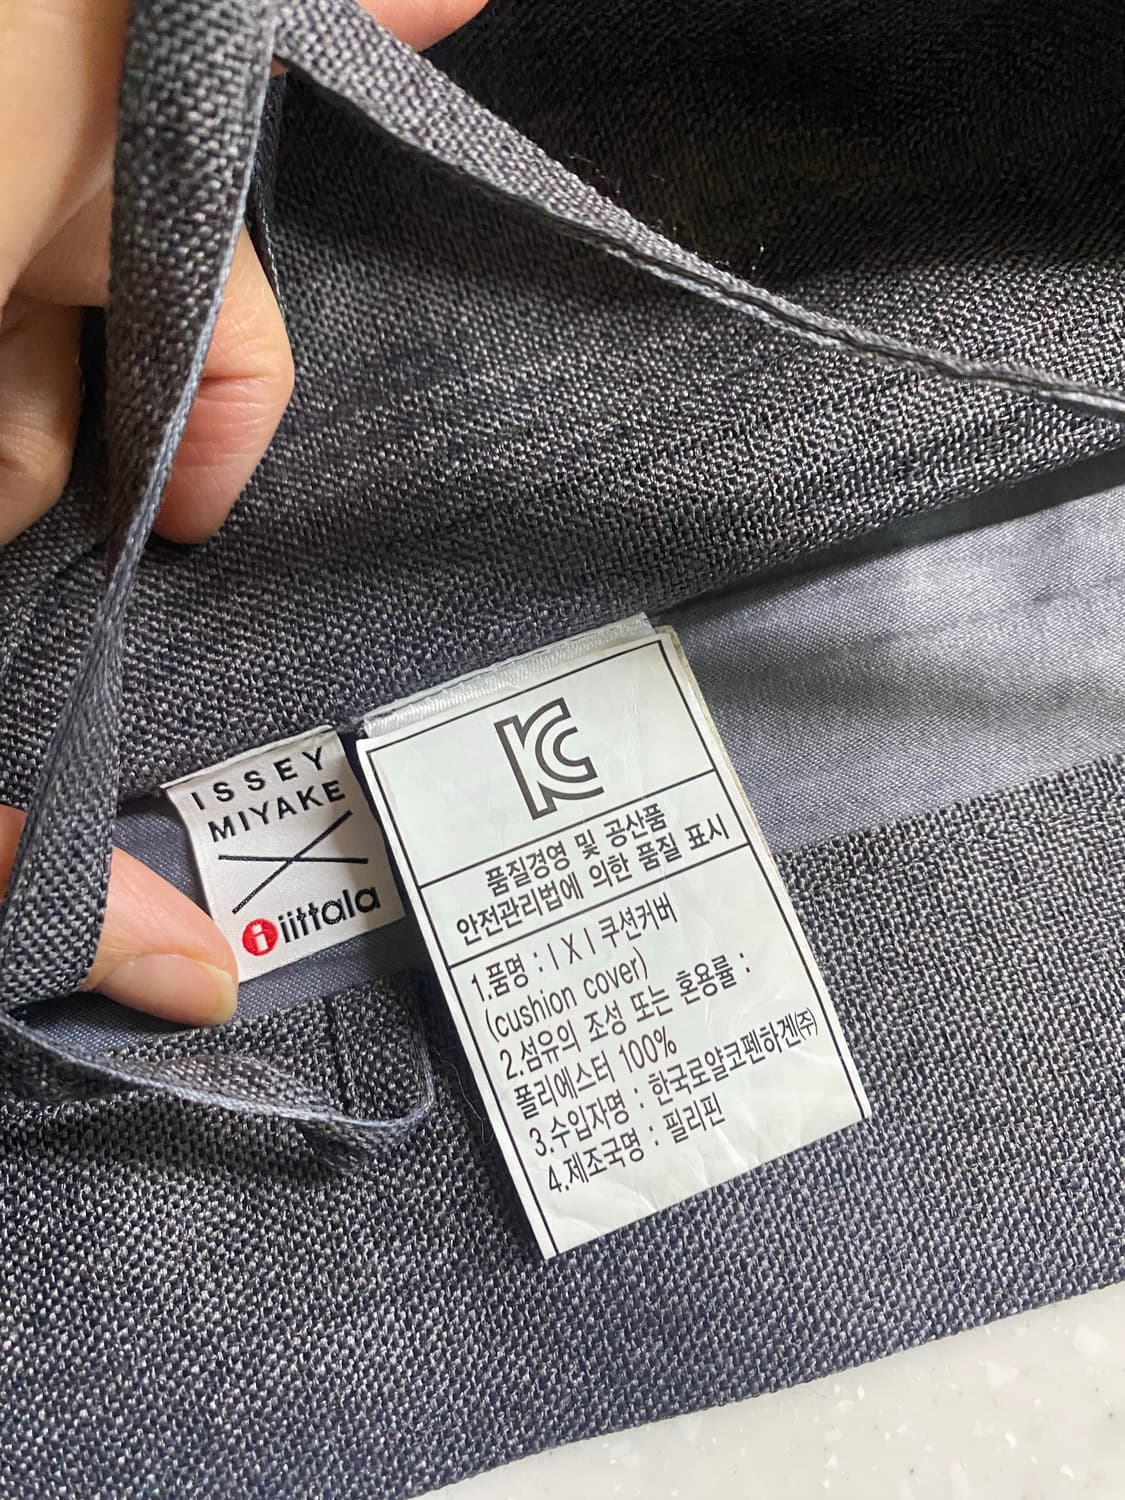 ISSEY
MIYAKE
X
i iittala
KC
품질경영 및 공산품
안전관리법에 의한 품질 표시
1.품명 : I X I 쿠션커버
(cushion cover)
2.섬유의 조성 또는 혼용률 :
폴리에스터 100%
3.수입자명 : 한국로얄코펜하겐(주)
4.제조국명 : 필리핀